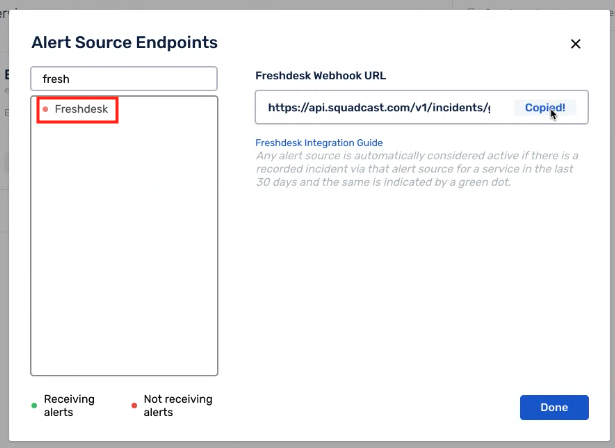 Alert Source Endpoints
fresh
Freshdesk
Freshdesk Webhook URL
https://api.squadcast.com/v1/incidents/
Copied!
Freshdesk Integration Guide
Any alert source is automatically considered active if there is a
recorded incident via that alert source for a service in the last
30 days and the same is indicated by a green dot.
Receiving
alerts
Not receiving
alerts
Done